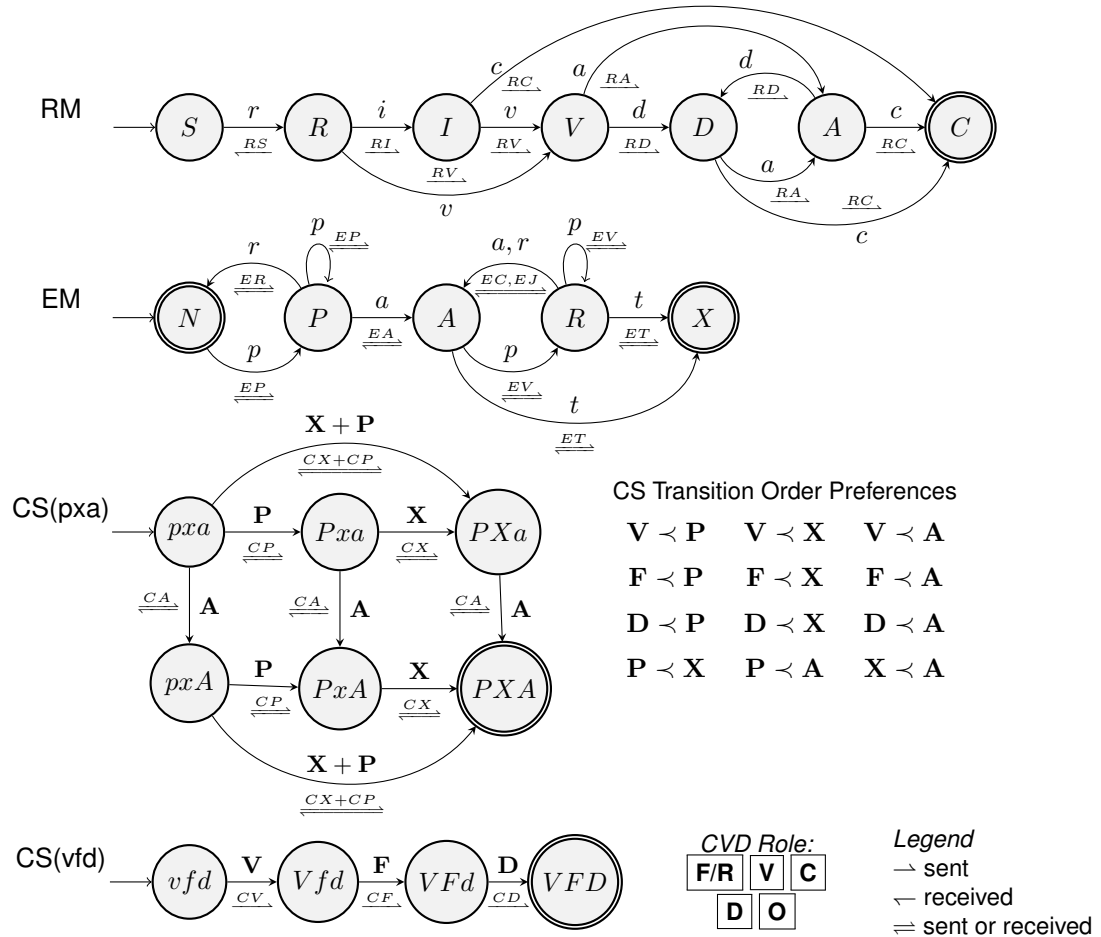 c
a
d
RC
RA
RD
RM
S
r
RS
R
i
RI
I
v
RV
V
d
RD
D
A
c
RC
C
RV
v
a
RA
RC
c
p
EP
a, r
p
EV
r
ER
EC,EJ
EM
N
P
a
EA
A
R
t
ET
X
p
EP
p
EV
t
ET
X + P
CX+CP
CS(pxa)
pxa
P
CP
Pxa
X
CX
PXa
CA
A
CA
A
CA
A
pxA
P
CP
PxA
X
CX
PXA
X + P
CX+CP
CS Transition Order Preferences
V ≺ P V ≺ X V ≺ A
F ≺ P F ≺ X F ≺ A
D ≺ P D ≺ X D ≺ A
P ≺ X P ≺ A X ≺ A
CS(vfd)
vfd
V
CV
Vfd
F
CF
VFd
D
CD
VFD
CVD Role:
F/R V C
D O
Legend
⇀ sent
↽ received
⇌ sent or received